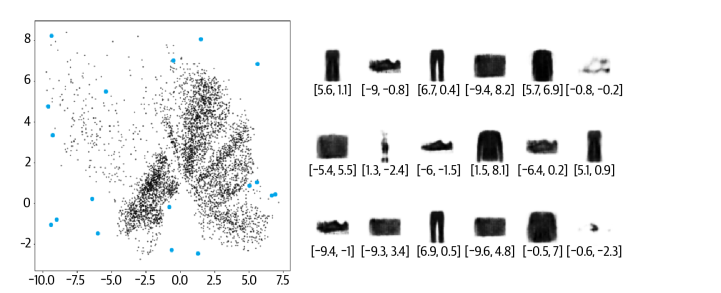 8
6
4
2
0
−2
−10.0 −7.5 −5.0 −2.5 0.0 2.5 5.0 7.5
[5.6, 1.1] [−9, −0.8] [6.7, 0.4] [−9.4, 8.2] [5.7, 6.9] [−0.8, −0.2]
[−5.4, 5.5] [1.3, −2.4] [−6, −1.5] [1.5, 8.1] [−6.4, 0.2] [5.1, 0.9]
[−9.4, −1] [−9.3, 3.4] [6.9, 0.5] [−9.6, 4.8] [−0.5, 7] [−0.6, −2.3]